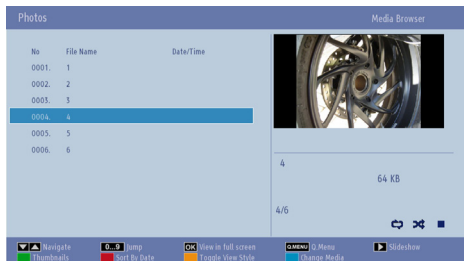 Photos Media Browser
No File Name Date/Time
0001. 1
0002. 2
0003. 3
0004. 4
0005. 5
0006. 6
4
64 KB
4/6
Navigate 0...9 Jump OK View in full screen Q.MENU Q.Menu Slideshow
Thumbnails Sort By Date Toggle View Style Change Media